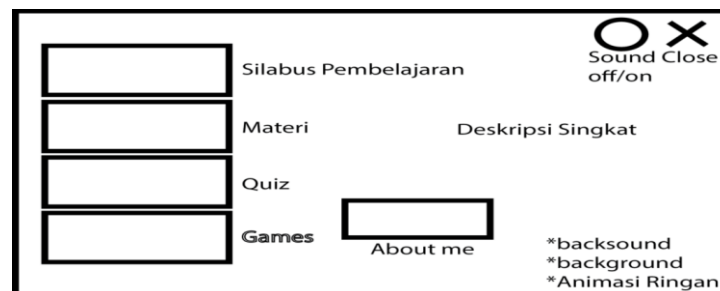 Sound Close
off/on
Silabus Pembelajaran
Materi
Deskripsi Singkat
Quiz
Games
About me
*backsound
*background
*Animasi Ringan